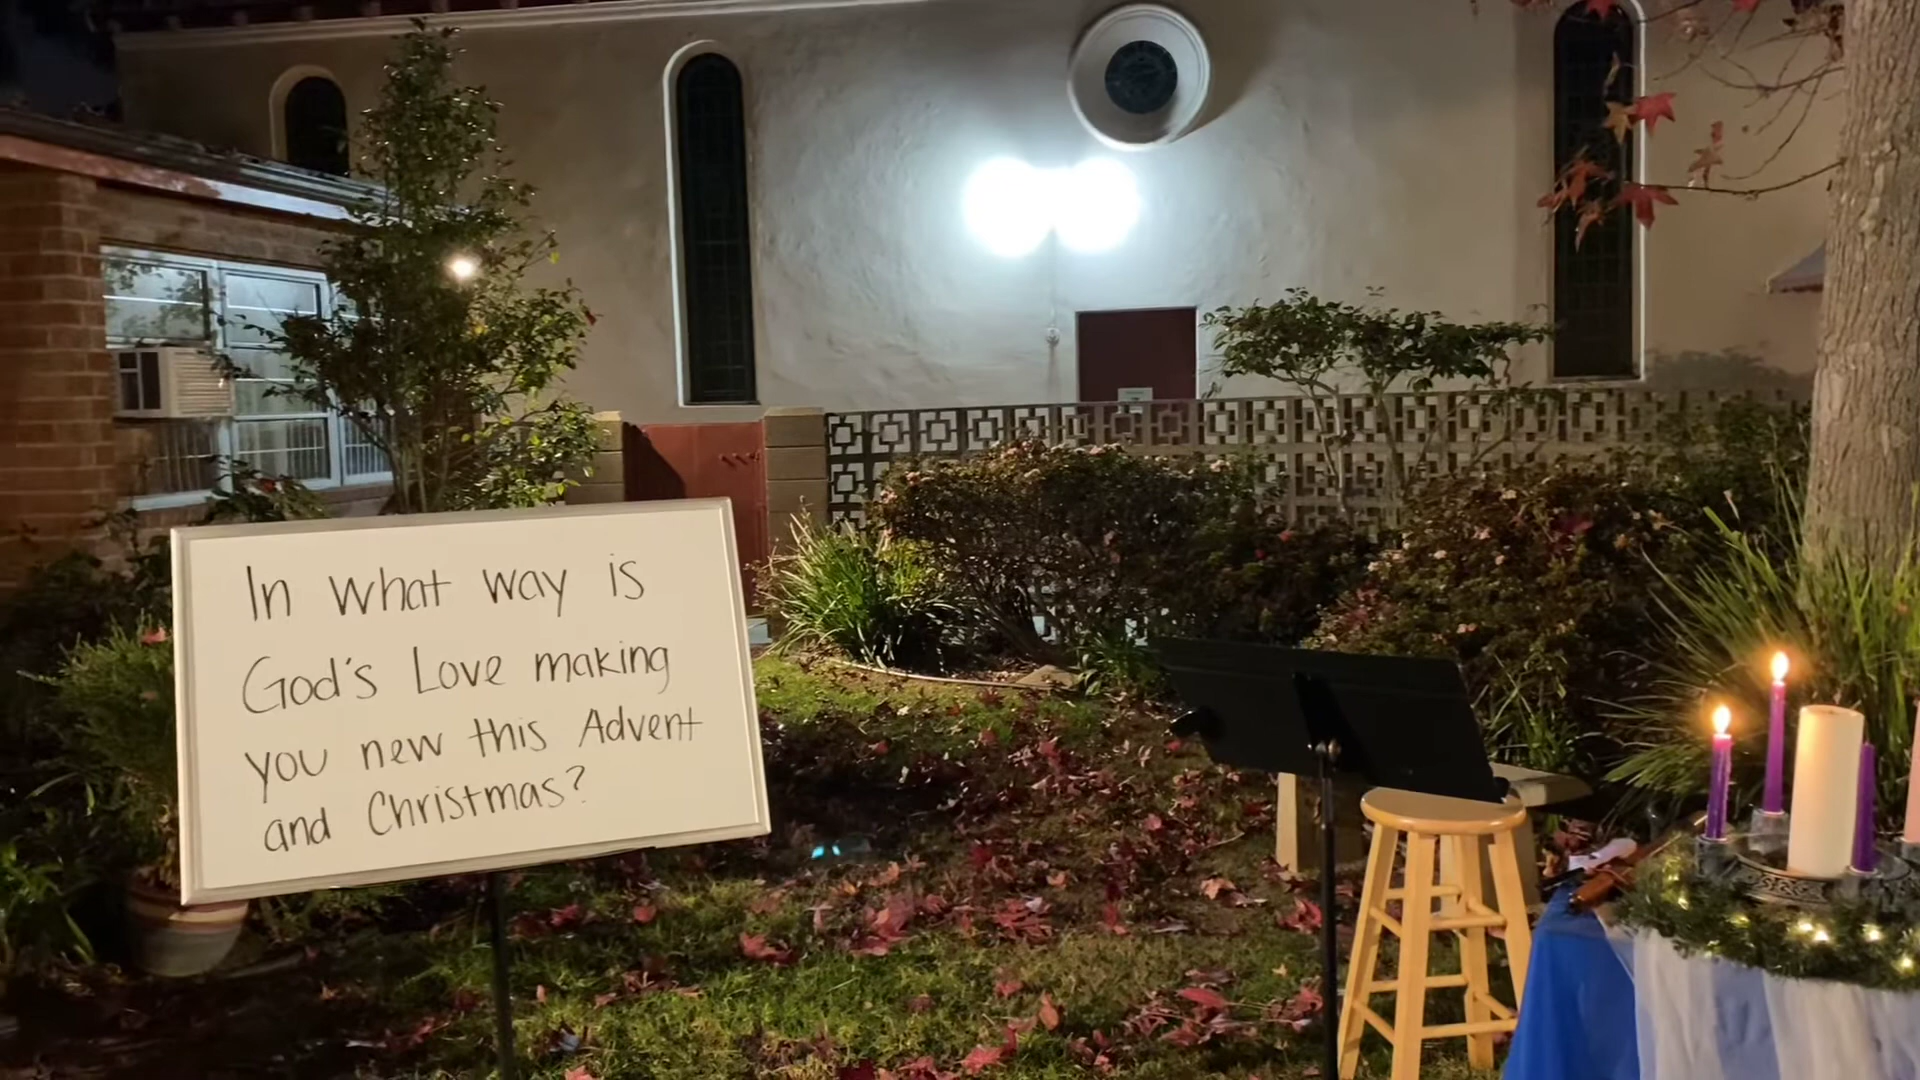 In what way is
God's Love making
you new this Advent
and Christmas?